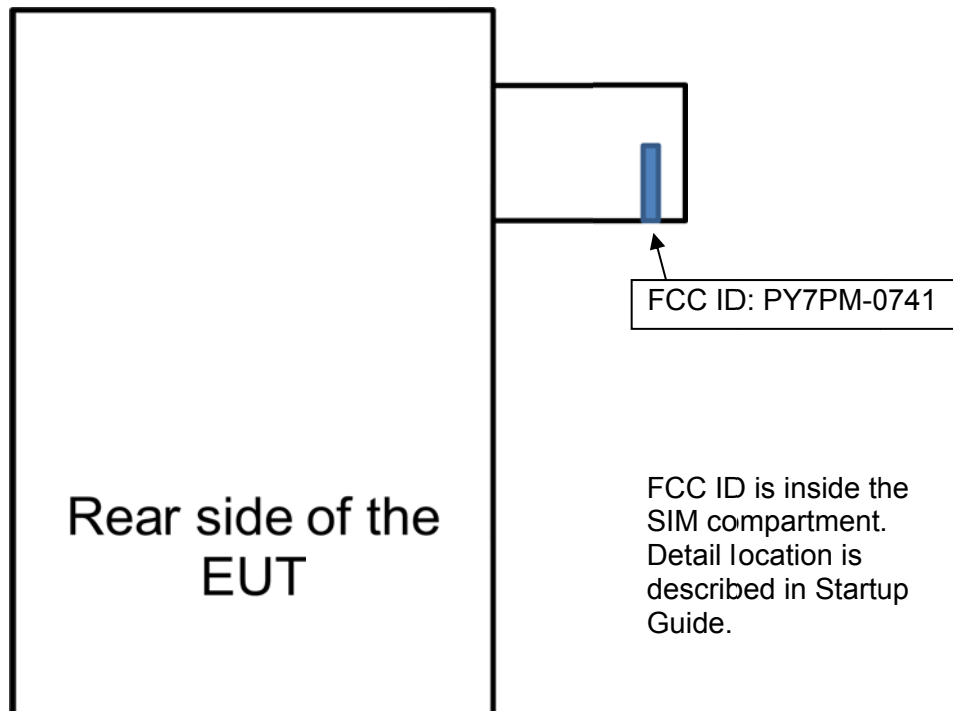 FCC ID: PY7PM-0741
Rear side of the
EUT
FCC ID is inside the
SIM compartment.
Detail location is
described in Startup
Guide.